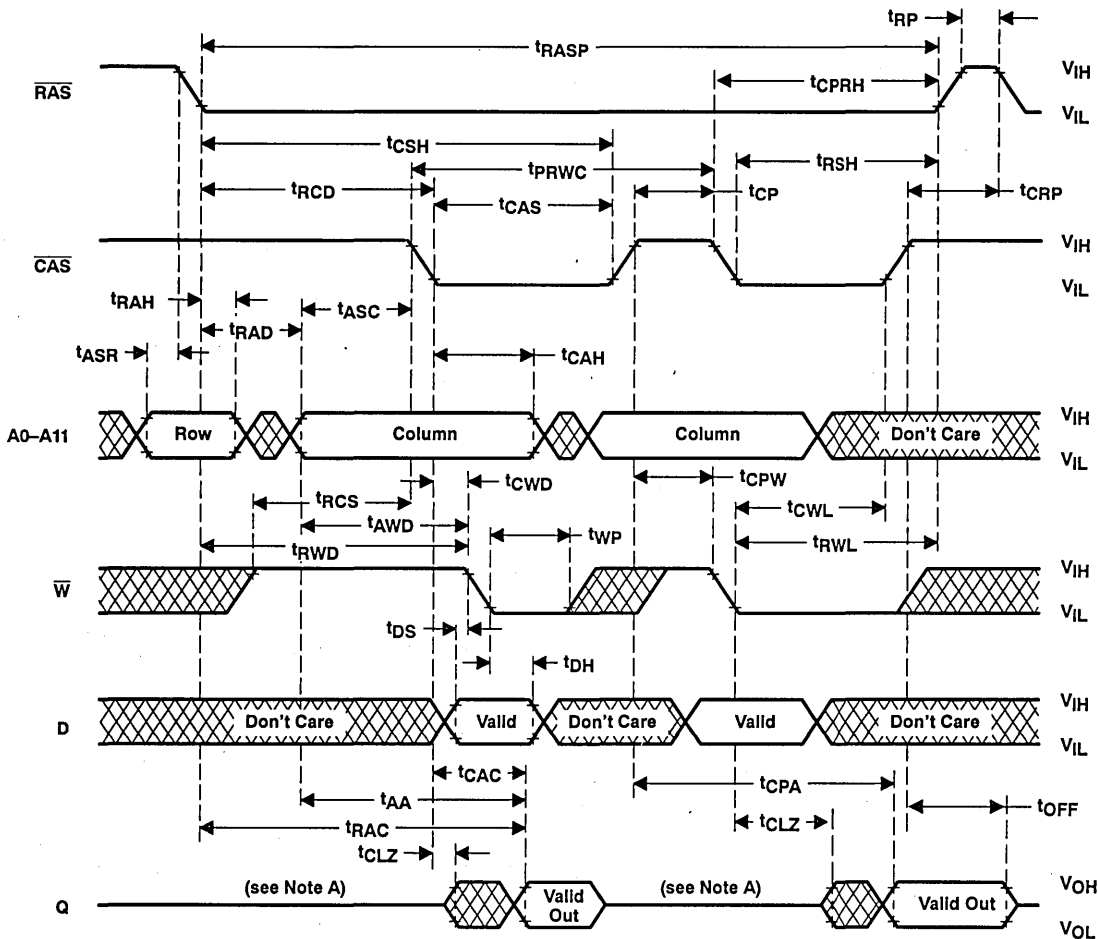 tRP
tRASP
RAS
VIH
tCPRH
VIL
tCSH
tPRWC
tRSH
tRCD
tCAS
tCP
tCRP
CAS
VIH
VIL
tRAH
tASC
tRAD
tASR
tCAH
A0–A11
Row
Column
Column
Don't Care
VIH
VIL
tCWD
tCPW
tRCS
tCWL
tAWD
tWP
tRWD
tRWL
W
VIH
VIL
tDS
tDH
D
Don't Care
Valid
Don't Care
Valid
Don't Care
VIH
VIL
tCAC
tCPA
tAA
tOFF
tRAC
tCLZ
tCLZ
(see Note A)
(see Note A)
Q
Valid
Out
Valid Out
VOH
VOL